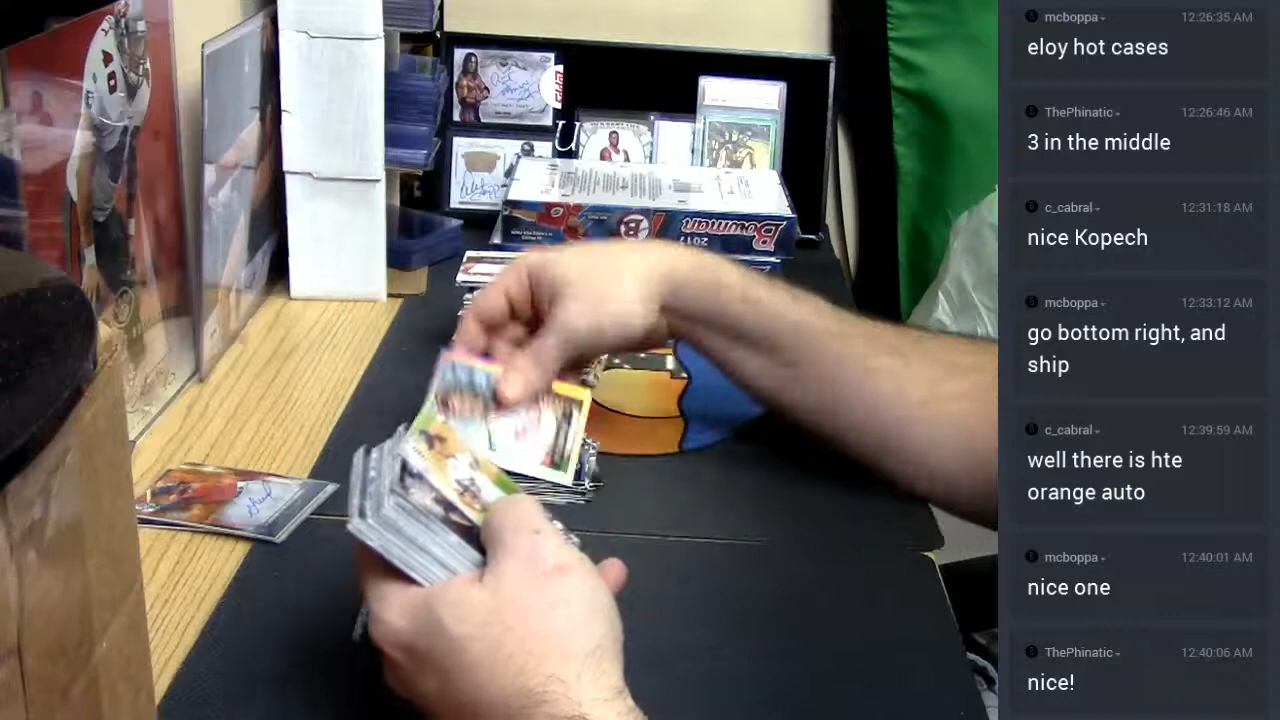 mcboppa
12:26:35 AM
eloy hot cases
ThePhinatic
12:26:46 AM
3 in the middle
c_cabral
12:31:18 AM
nice Kopech
mcboppa
12:33:12 AM
go bottom right, and
ship
c_cabral
12:39:59 AM
well there is hte
orange auto
mcboppa
12:40:01 AM
nice one
ThePhinatic
12:40:06 AM
nice!
U
2017
Bowman